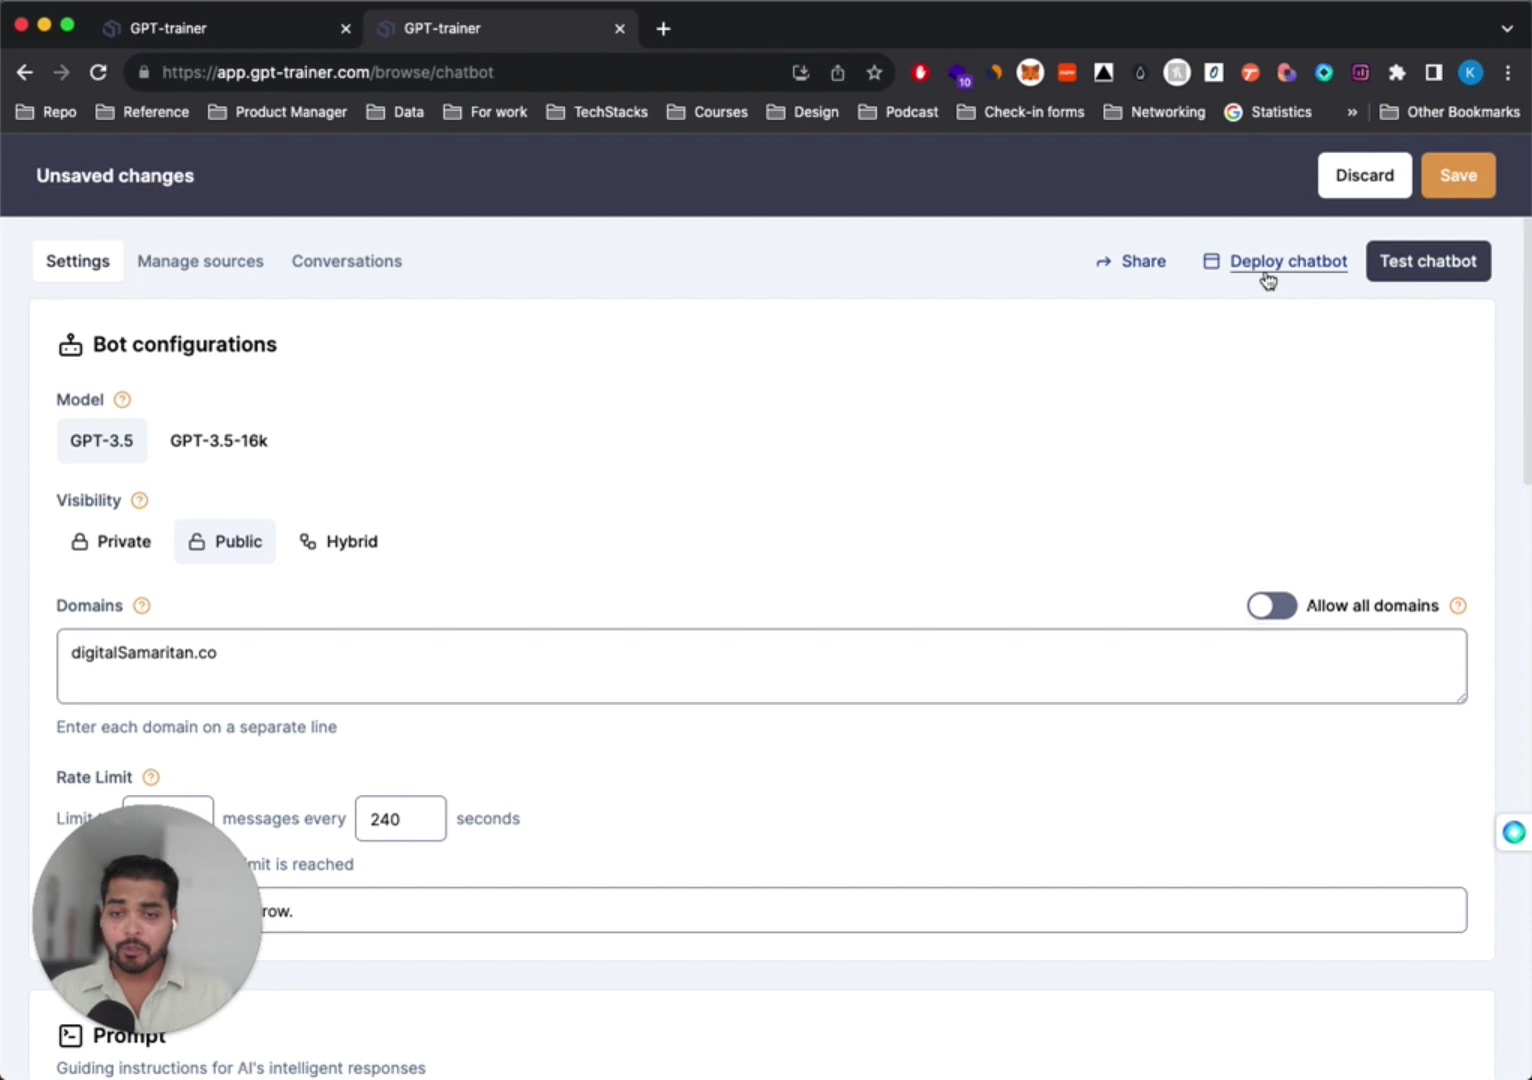 GPT-trainer
GPT-trainer
https://app.gpt-trainer.com/browse/chatbot
10
K
Repo
Reference
Product Manager
Data
For work
TechStacks
Courses
Design
Podcast
Check-in forms
Networking
Statistics
»
Other Bookmarks
Unsaved changes
Discard
Save
Settings
Manage sources
Conversations
Share
Deploy chatbot
Test chatbot
Bot configurations
Model
GPT-3.5
GPT-3.5-16k
Visibility
Private
Public
Hybrid
Domains
Allow all domains
digitalSamaritan.co
Enter each domain on a separate line
Rate Limit
messages every 240 seconds
is reached
Prompt
Guiding instructions for AI's intelligent responses